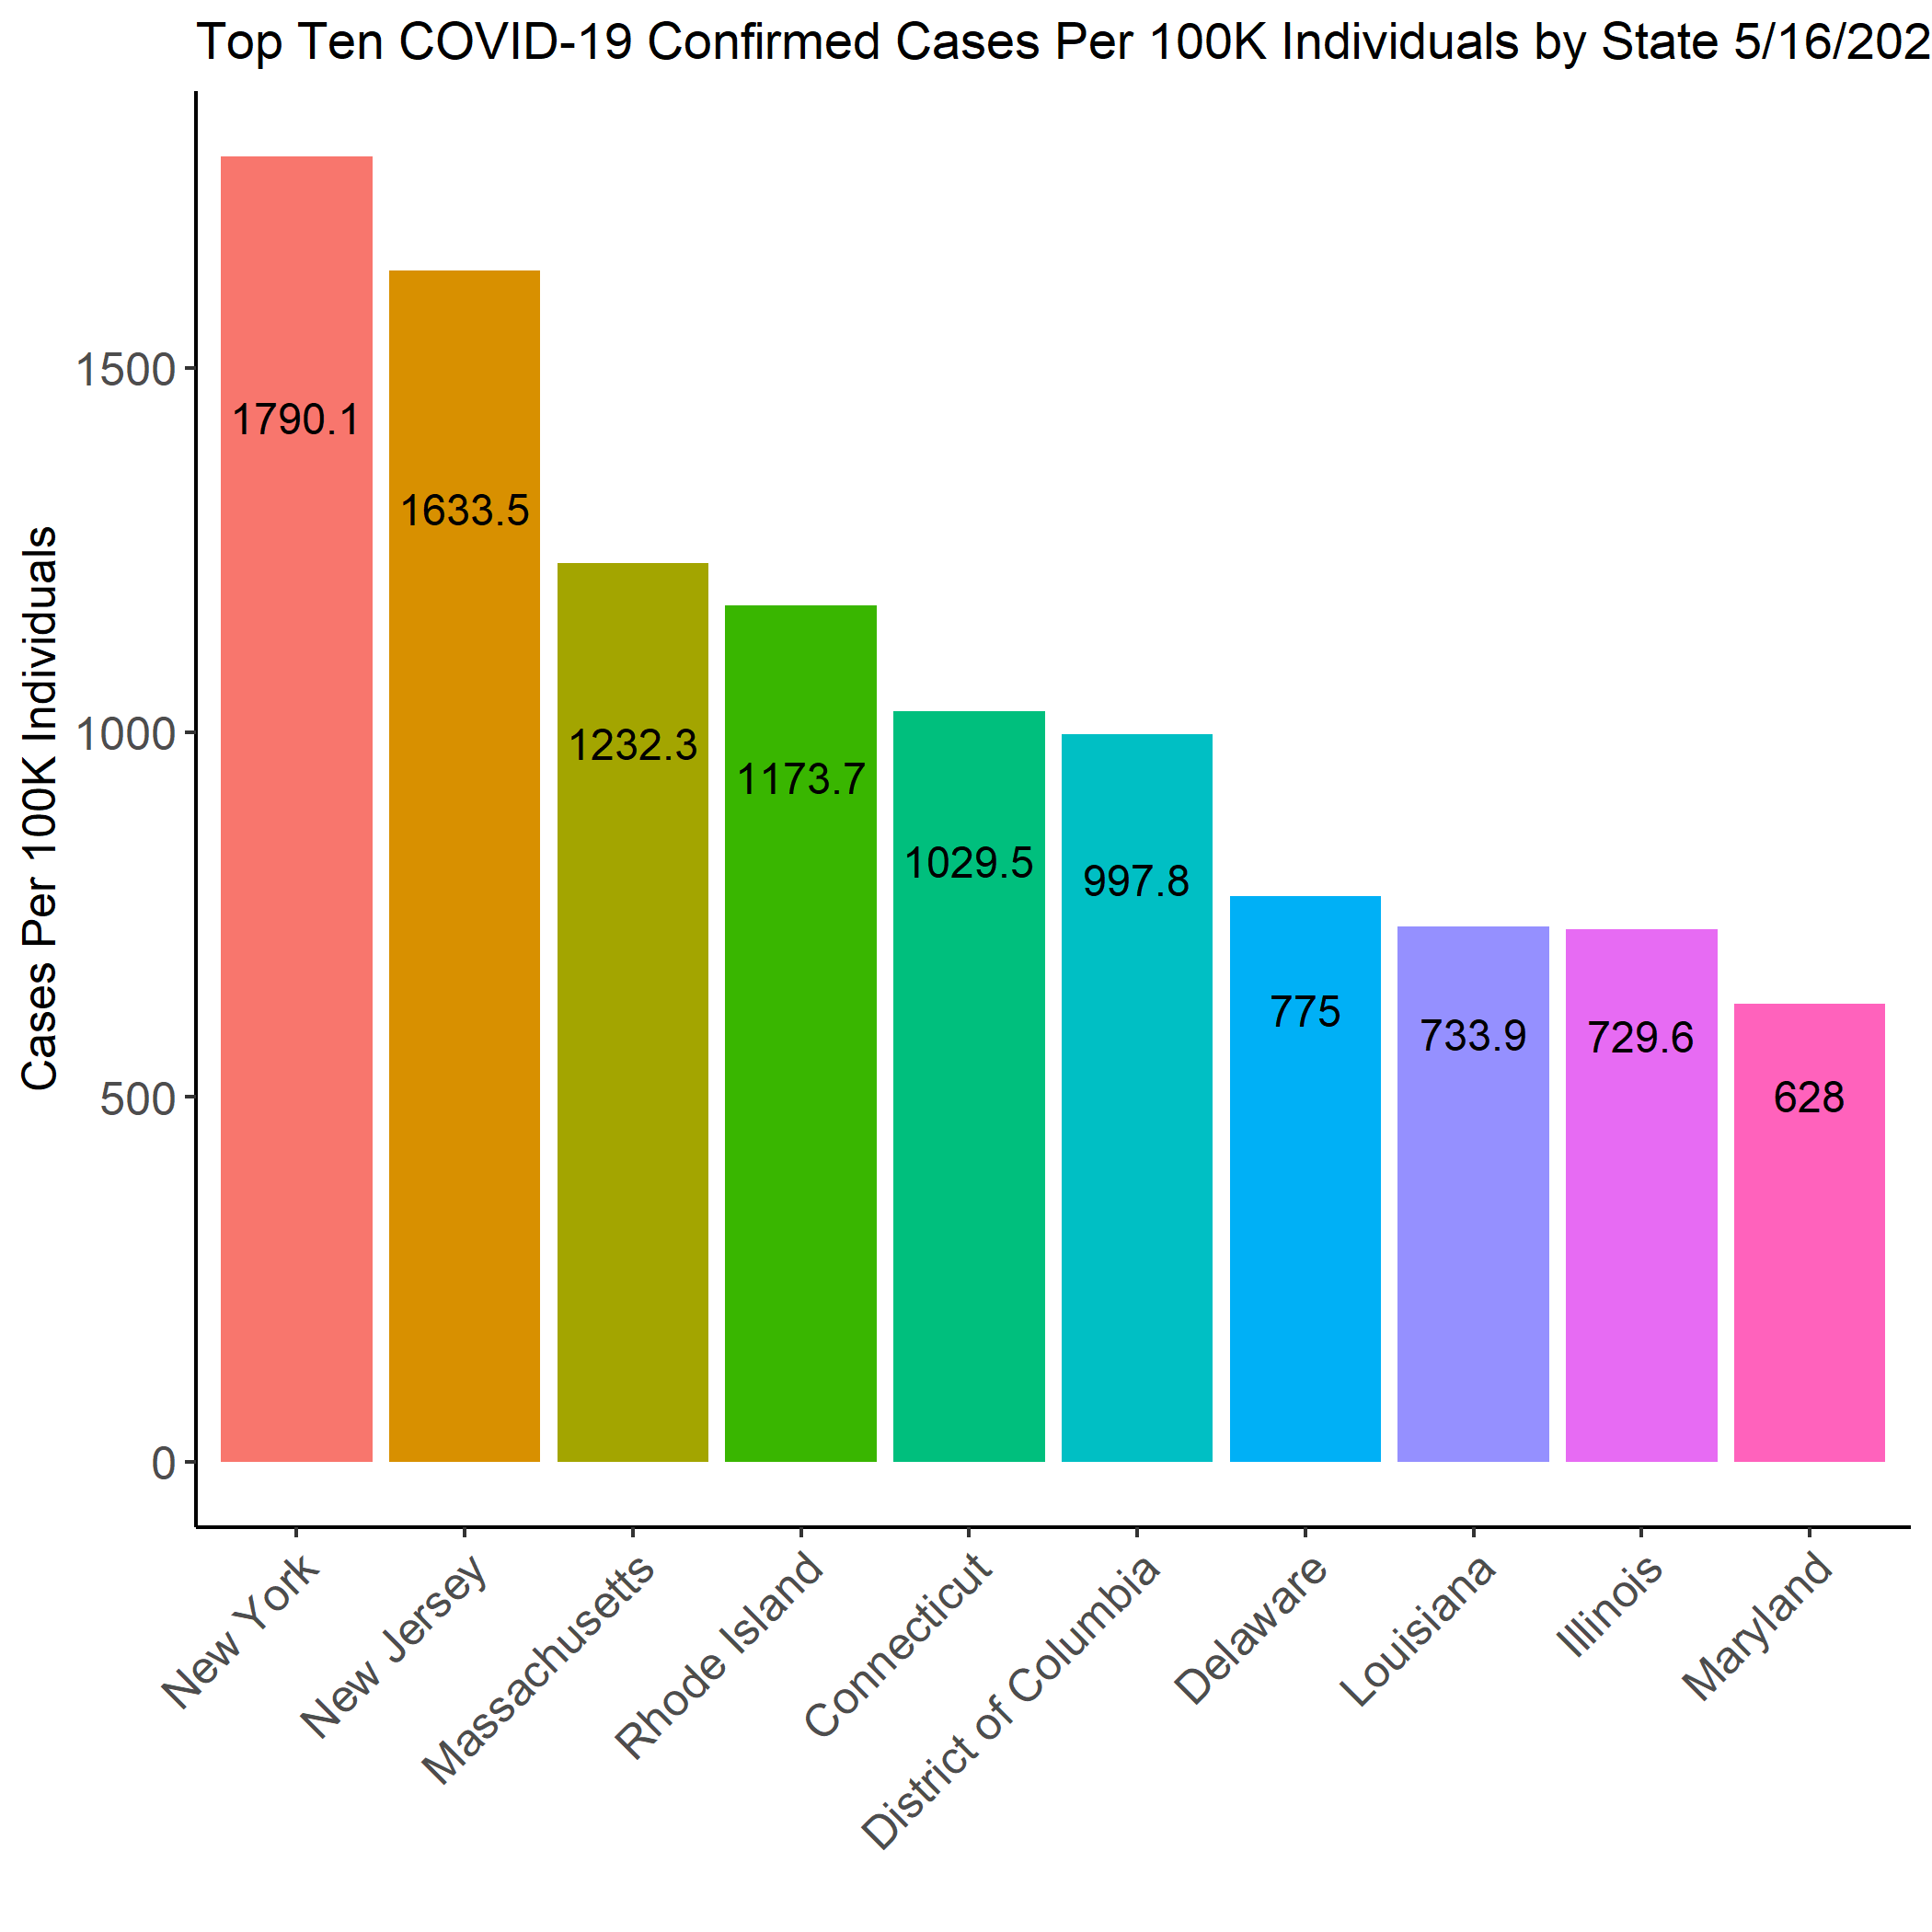 Top Ten COVID-19 Confirmed Cases Per 100K Individuals by State 5/16/202
Cases Per 100K Individuals
1500
1000
500
0
1790.1
1633.5
1232.3
1173.7
1029.5
997.8
775
733.9
729.6
628
New York
New Jersey
Massachusetts
Rhode Island
Connecticut
District of Columbia
Delaware
Louisiana
Illinois
Maryland